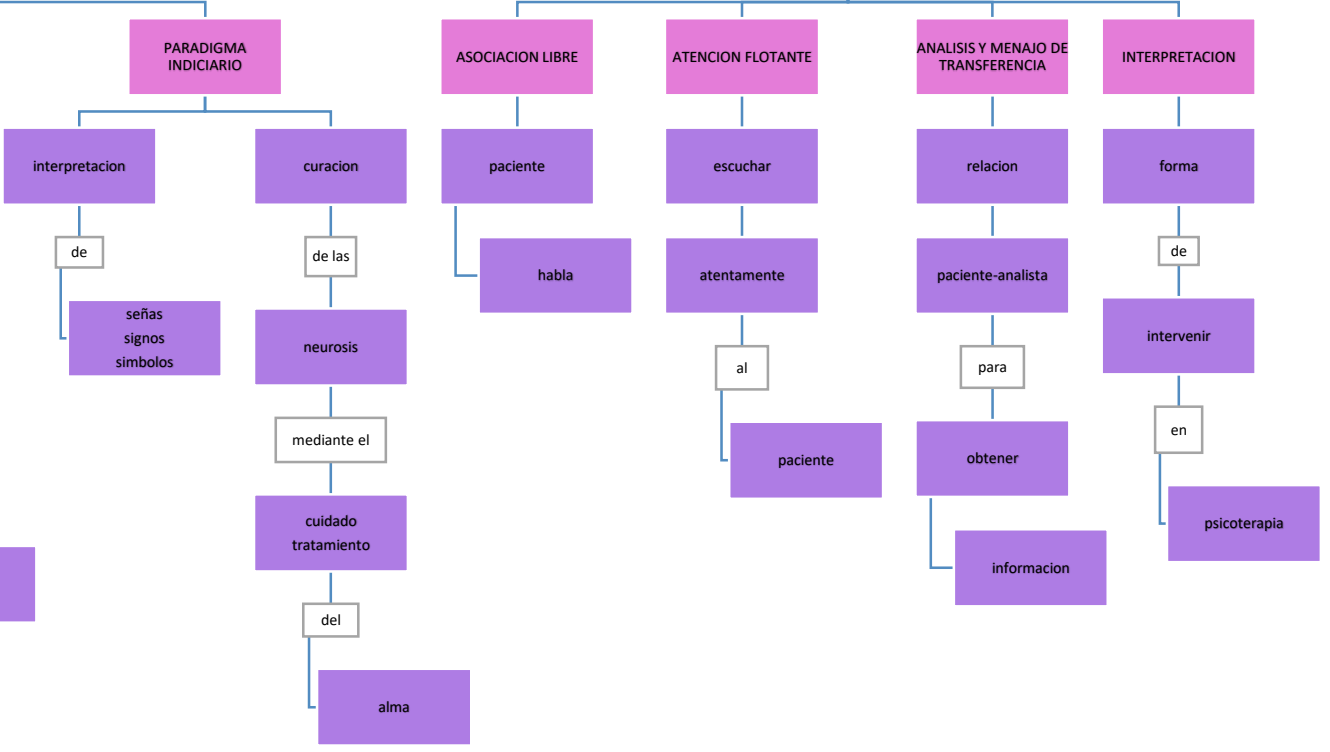 PARADIGMA
INDICIARIO
interpretacion
de
señas
signos
simbolos
curacion
de las
neurosis
mediante el
cuidado
tratamiento
del
alma
ASOCIACION LIBRE
paciente
habla
ATENCION FLOTANTE
escuchar
atentamente
al
paciente
ANALISIS Y MENAJO DE
TRANSFERENCIA
relacion
paciente-analista
para
obtener
informacion
INTERPRETACION
forma
de
intervenir
en
psicoterapia